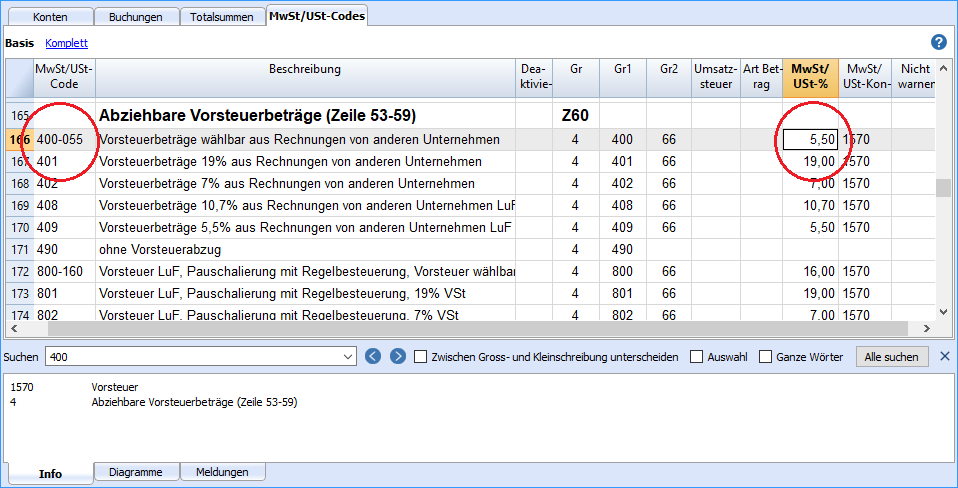 Konten Buchungen Totalsummen MwSt/USt-Codes
Basis Komplett ?
MwSt/USt-Code Beschreibung Dea-aktivie- Gr Gr1 Gr2 Umsatz-steuer Art Bet-rag MwSt/USt-% MwSt/USt-Kon- Nicht warnen
165 Abziehbare Vorsteuerbeträge (Zeile 53-59) Z60
166 400-055 Vorsteuerbeträge wählbar aus Rechnungen von anderen Unternehmen 4 400 66 5,50 1570
167 401 Vorsteuerbeträge 19% aus Rechnungen von anderen Unternehmen 4 401 66 19,00 1570
168 402 Vorsteuerbeträge 7% aus Rechnungen von anderen Unternehmen 4 402 66 7,00 1570
169 408 Vorsteuerbeträge 10,7% aus Rechnungen von anderen Unternehmen LuF 4 408 66 10,70 1570
170 409 Vorsteuerbeträge 5,5% aus Rechnungen von anderen Unternehmen LuF 4 409 66 5,50 1570
171 490 ohne Vorsteuerabzug 4 490
172 800-160 Vorsteuer LuF, Pauschalierung mit Regelbesteuerung, Vorsteuer wählbar 4 800 66 16,00 1570
173 801 Vorsteuer LuF, Pauschalierung mit Regelbesteuerung, 19% VSt 4 801 66 19,00 1570
174 802 Vorsteuer LuF, Pauschalierung mit Regelbesteuerung, 7% VSt 4 802 66 7,00 1570
Suchen 400 Zwischen Gross- und Kleinschreibung unterscheiden Auswahl Ganze Wörter Alle suchen
1570 Vorsteuer
4 Abziehbare Vorsteuerbeträge (Zeile 53-59)
Info Diagramme Meldungen